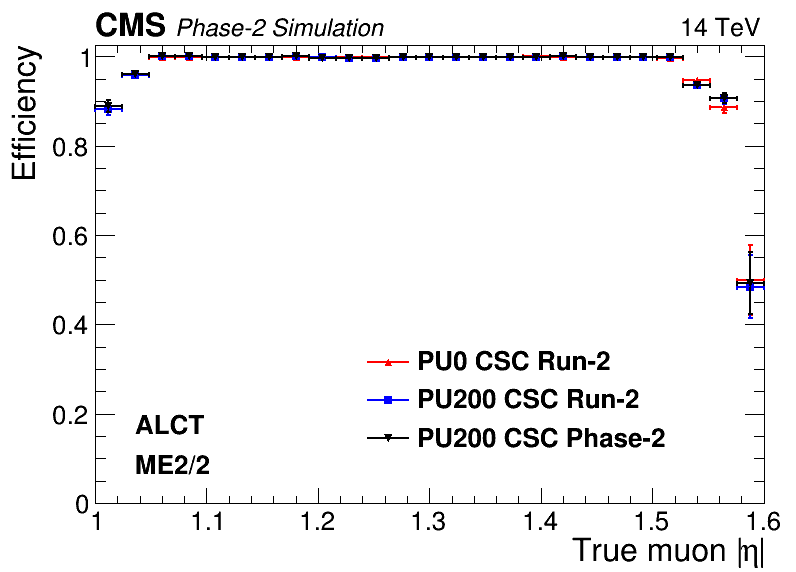 CMS Phase-2 Simulation 14 TeV
Efficiency
1
0.8
0.6
0.4
0.2
0
PU0 CSC Run-2
PU200 CSC Run-2
PU200 CSC Phase-2
ALCT
ME2/2
1 1.1 1.2 1.3 1.4 1.5 1.6
True muon |η|